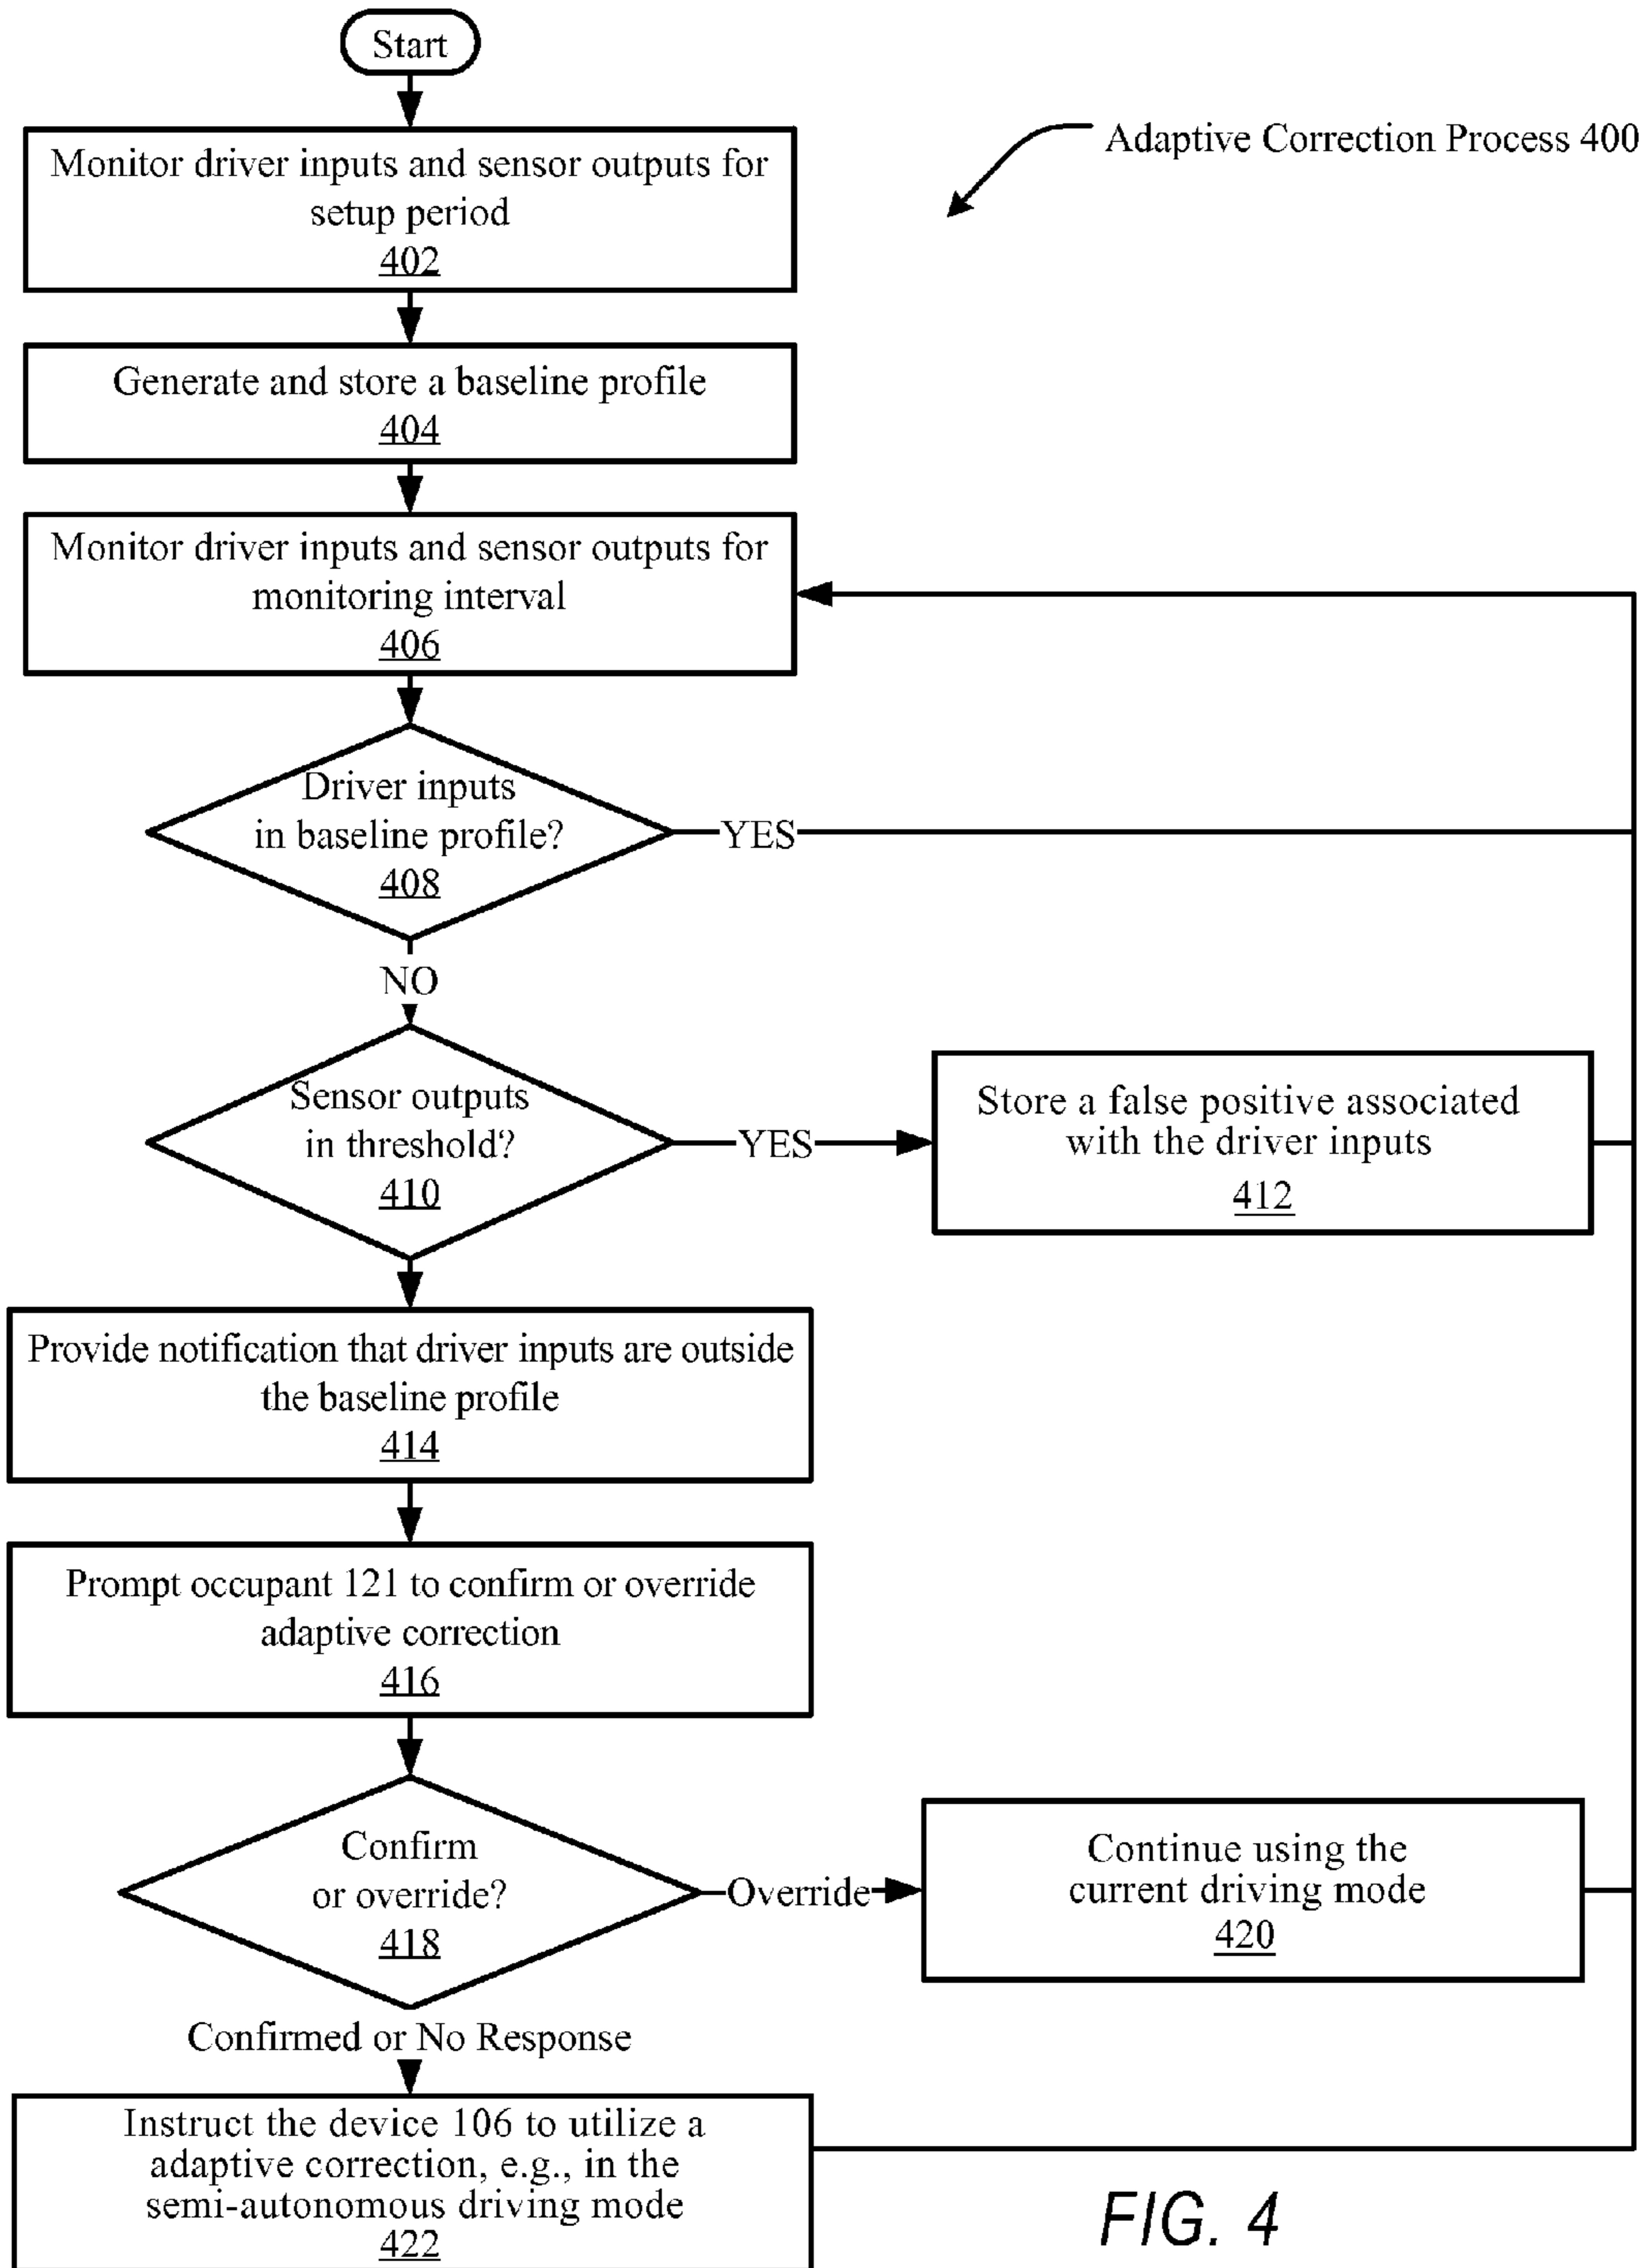 Start
Adaptive Correction Process 400
Monitor driver inputs and sensor outputs for
setup period
402
Generate and store a baseline profile
404
Monitor driver inputs and sensor outputs for
monitoring interval
406
Driver inputs
in baseline profile?
408
YES
NO
Sensor outputs
in threshold?
410
YES
Store a false positive associated
with the driver inputs
412
Provide notification that driver inputs are outside
the baseline profile
414
Prompt occupant 121 to confirm or override
adaptive correction
416
Confirm
or override?
418
Override
Continue using the
current driving mode
420
Confirmed or No Response
Instruct the device 106 to utilize a
adaptive correction, e.g., in the
semi-autonomous driving mode
422
FIG. 4